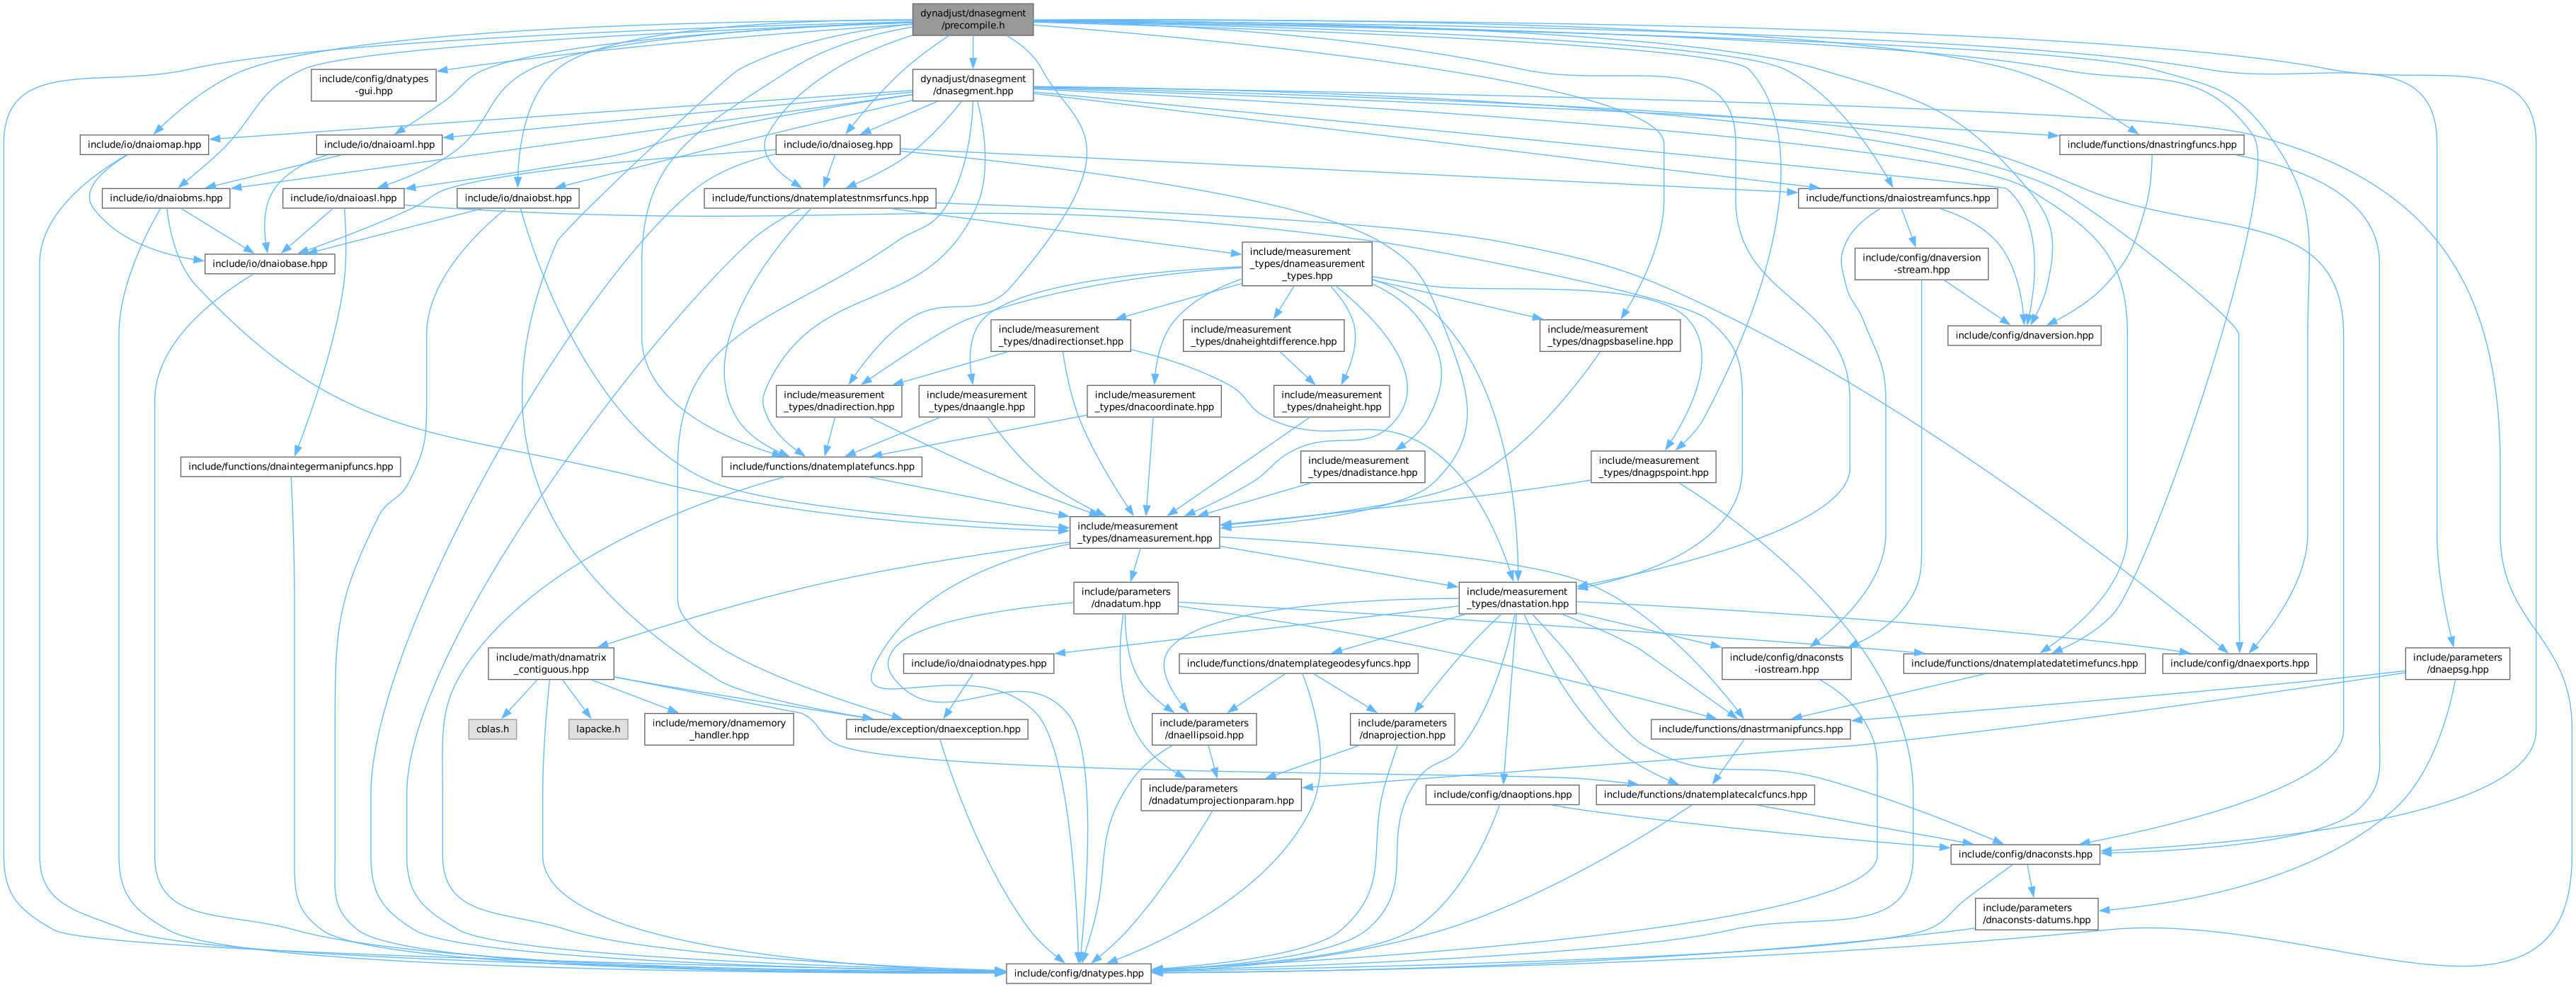 dynadjust/dnasegment
/precompile.h
include/config/dnatypes
-gui.hpp
dynadjust/dnasegment
/dnasegment.hpp
include/io/dnaiomap.hpp
include/io/dnaioaml.hpp
include/io/dnaioseg.hpp
include/functions/dnastringfuncs.hpp
include/io/dnaiobms.hpp
include/io/dnaioasl.hpp
include/io/dnaiobst.hpp
include/functions/dnatemplatestnmsrfuncs.hpp
include/functions/dnaiostreamfuncs.hpp
include/io/dnaiobase.hpp
include/measurement
_types/dnameasurement
_types.hpp
include/config/dnaversion
-stream.hpp
include/measurement
_types/dnadirectionset.hpp
include/measurement
_types/dnaheightdifference.hpp
include/measurement
_types/dnagpsbaseline.hpp
include/config/dnaversion.hpp
include/measurement
_types/dnadirection.hpp
include/measurement
_types/dnaangle.hpp
include/measurement
_types/dnacoordinate.hpp
include/measurement
_types/dnaheight.hpp
include/functions/dnaintegermanipfuncs.hpp
include/functions/dnatemplatefuncs.hpp
include/measurement
_types/dnadistance.hpp
include/measurement
_types/dnagpspoint.hpp
include/measurement
_types/dnameasurement.hpp
include/parameters
/dnadatum.hpp
include/measurement
_types/dnastation.hpp
include/math/dnamatrix
_contiguous.hpp
include/io/dnaiodnatypes.hpp
include/functions/dnatemplategeodesyfuncs.hpp
include/config/dnaconsts
-iostream.hpp
include/functions/dnatemplatedatetimefuncs.hpp
include/config/dnaexports.hpp
include/parameters
/dnaepsg.hpp
cblas.h
lapacke.h
include/memory/dnamemory
_handler.hpp
include/exception/dnaexception.hpp
include/parameters
/dnaellipsoid.hpp
include/parameters
/dnaprojection.hpp
include/functions/dnastrmanipfuncs.hpp
include/parameters
/dnadatumprojectionparam.hpp
include/config/dnaoptions.hpp
include/functions/dnatemplatecalcfuncs.hpp
include/config/dnaconsts.hpp
include/parameters
/dnaconsts-datums.hpp
include/config/dnatypes.hpp